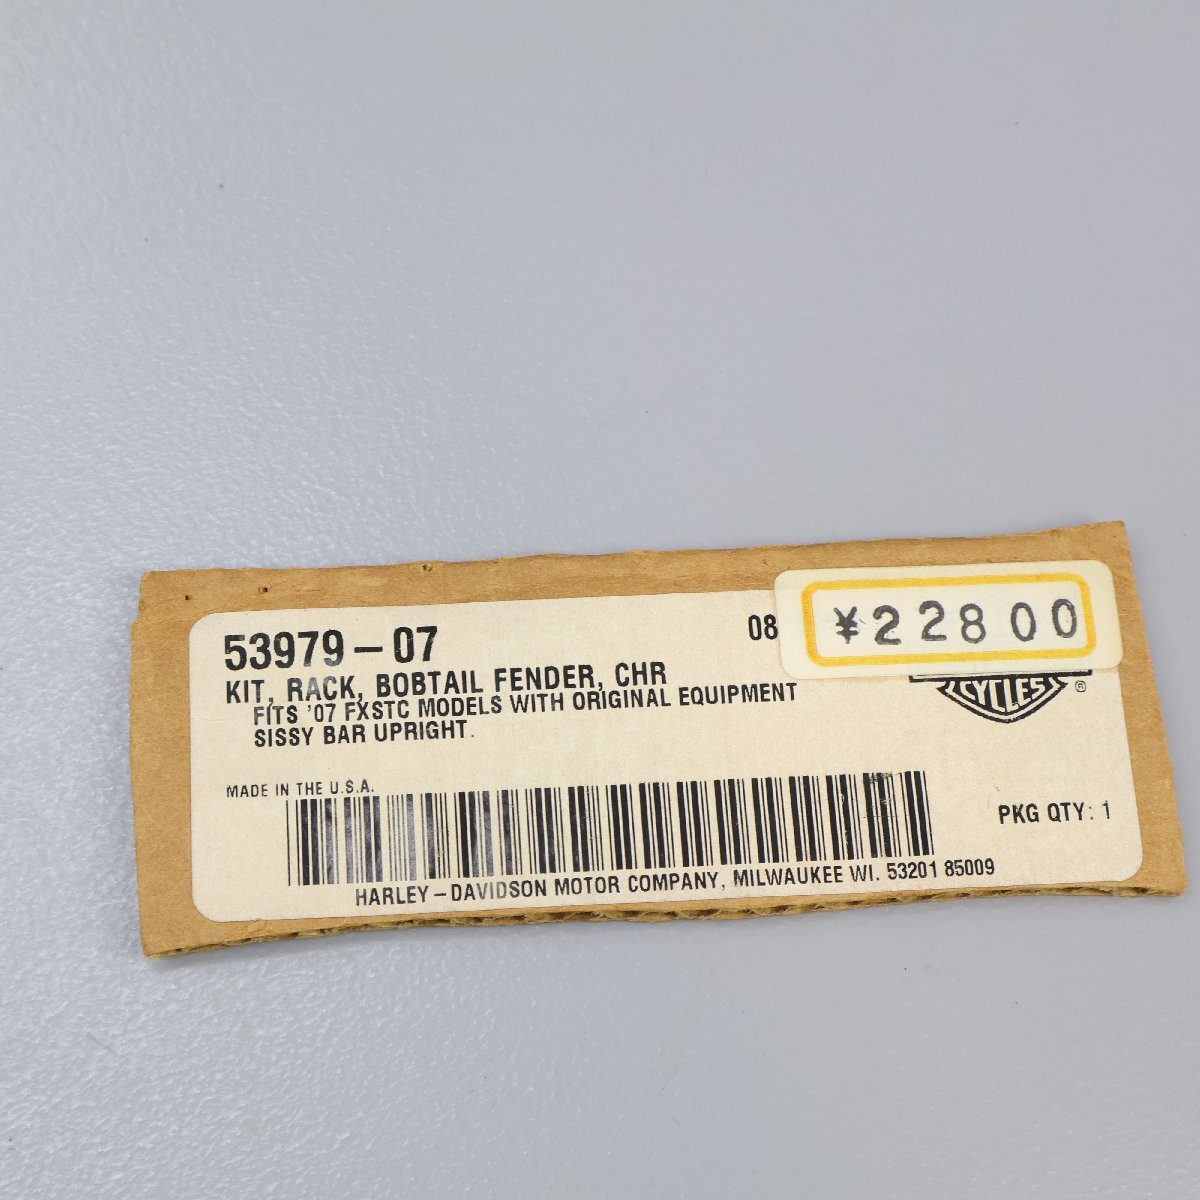 53979-07
08
¥22800
KIT, RACK, BOBTAIL FENDER, CHR
FITS '07 FXSTC MODELS WITH ORIGINAL EQUIPMENT
SISSY BAR UPRIGHT.
CYCLES ®
MADE IN THE U.S.A.
PKG QTY: 1
HARLEY-DAVIDSON MOTOR COMPANY, MILWAUKEE WI. 53201 85009